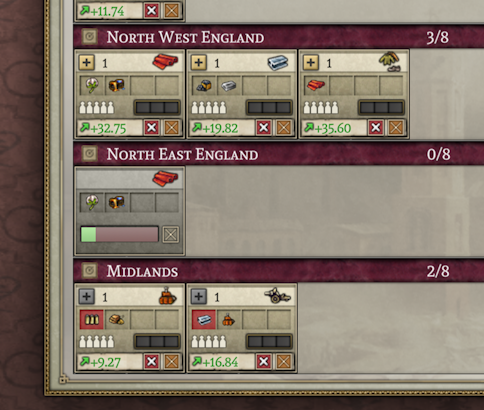 +11.74
NORTH WEST ENGLAND 3/8
+ 1 + 1 + 1
+32.75 +19.82 +35.60
NORTH EAST ENGLAND 0/8
MIDLANDS 2/8
+ 1 + 1
+9.27 +16.84